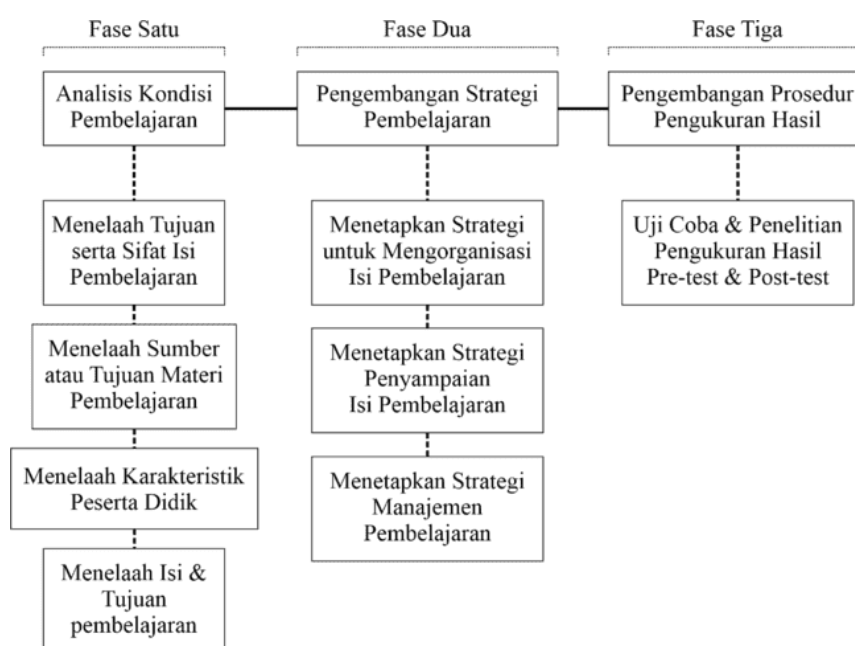 Fase Satu
Fase Dua
Fase Tiga
Analisis Kondisi
Pembelajaran
Pengembangan Strategi
Pembelajaran
Pengembangan Prosedur
Pengukuran Hasil
Menelaah Tujuan
serta Sifat Isi
Pembelajaran
Menetapkan Strategi
untuk Mengorganisasi
Isi Pembelajaran
Uji Coba & Penelitian
Pengukuran Hasil
Pre-test & Post-test
Menelaah Sumber
atau Tujuan Materi
Pembelajaran
Menetapkan Strategi
Penyampaian
Isi Pembelajaran
Menelaah Karakteristik
Peserta Didik
Menetapkan Strategi
Manajemen
Pembelajaran
Menelaah Isi &
Tujuan
pembelajaran